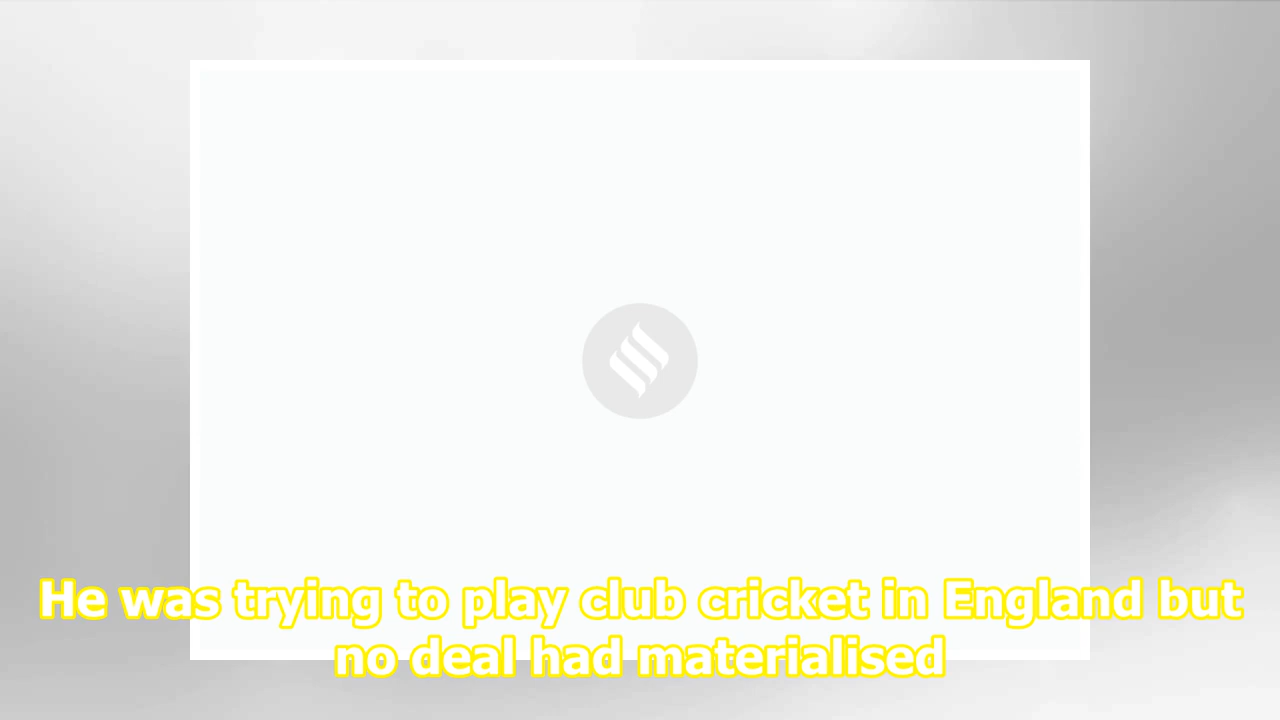 He was trying to play club cricket in England but
no deal had materialised